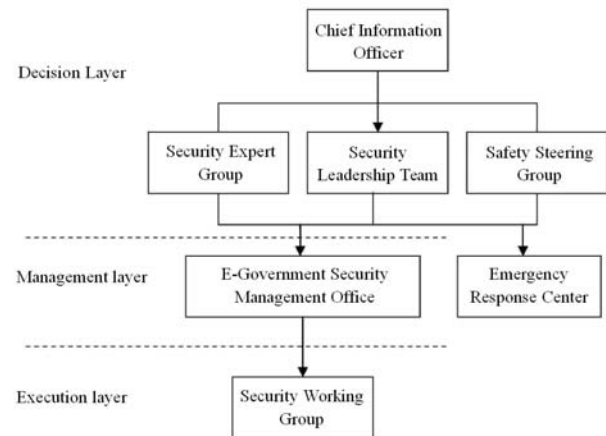 Chief Information
Officer
Decision Layer
Security Expert
Group
Security
Leadership Team
Safety Steering
Group
Management layer
E-Government Security
Management Office
Emergency
Response Center
Execution layer
Security Working
Group